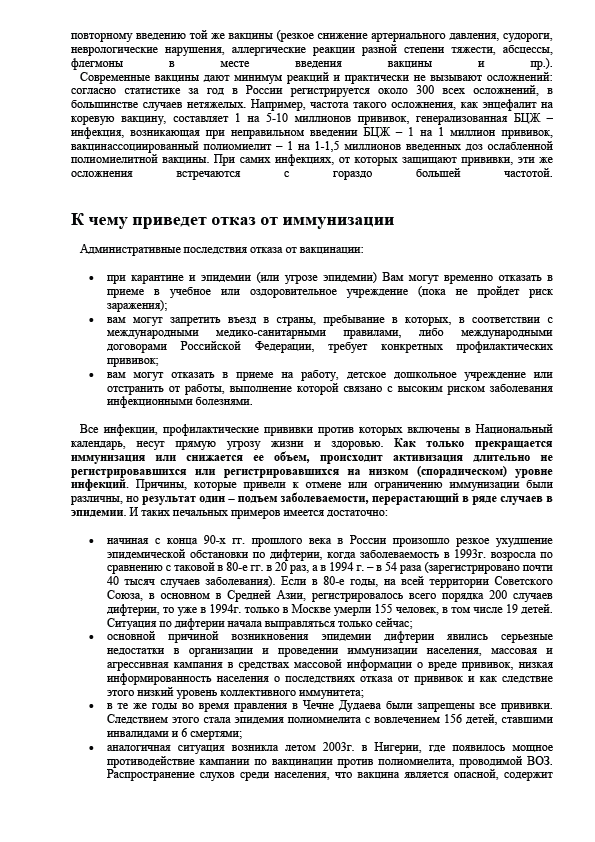 повторному введению той же вакцины (резкое снижение артериального давления, судороги,
неврологические нарушения, аллергические реакции разной степени тяжести, абсцессы,
флегмоны в месте введения вакцины и пр.).
Современные вакцины дают минимум реакций и практически не вызывают осложнений:
согласно статистике за год в России регистрируется около 300 всех осложнений, в
большинстве случаев нетяжелых. Например, частота такого осложнения, как энцефалит на
коревую вакцину, составляет 1 на 5-10 миллионов прививок, генерализованная БЦЖ –
инфекция, возникающая при неправильном введении БЦЖ – 1 на 1 миллион прививок,
вакцинассоциированный полиомиелит – 1 на 1-1,5 миллионов введенных доз ослабленной
полиомиелитной вакцины. При самих инфекциях, от которых защищают прививки, эти же
осложнения встречаются с гораздо большей частотой.
К чему приведет отказ от иммунизации
Административные последствия отказа от вакцинации:
• при карантине и эпидемии (или угрозе эпидемии) Вам могут временно отказать в
приеме в учебное или оздоровительное учреждение (пока не пройдет риск
заражения);
• вам могут запретить въезд в страны, пребывание в которых, в соответствии с
международными медико-санитарными правилами, либо международными
договорами Российской Федерации, требует конкретных профилактических
прививок;
• вам могут отказать в приеме на работу, детское дошкольное учреждение или
отстранить от работы, выполнение которой связано с высоким риском заболевания
инфекционными болезнями.
Все инфекции, профилактические прививки против которых включены в Национальный
календарь, несут прямую угрозу жизни и здоровью. Как только прекращается
иммунизация или снижается ее объем, происходит активизация длительно не
регистрировавшихся или регистрировавшихся на низком (спорадическом) уровне
инфекций. Причины, которые привели к отмене или ограничению иммунизации были
различны, но результат один – подъем заболеваемости, перерастающий в ряде случаев в
эпидемии. И таких печальных примеров имеется достаточно:
• начиная с конца 90-х гг. прошлого века в России произошло резкое ухудшение
эпидемической обстановки по дифтерии, когда заболеваемость в 1993г. возросла по
сравнению с таковой в 80-е гг. в 20 раз, а в 1994 г. – в 54 раза (зарегистрировано почти
40 тысяч случаев заболевания). Если в 80-е годы, на всей территории Советского
Союза, в основном в Средней Азии, регистрировалось всего порядка 200 случаев
дифтерии, то уже в 1994г. только в Москве умерли 155 человек, в том числе 19 детей.
Ситуация по дифтерии начала выправляться только сейчас;
• основной причиной возникновения эпидемии дифтерии явились серьезные
недостатки в организации и проведении иммунизации населения, массовая и
агрессивная кампания в средствах массовой информации о вреде прививок, низкая
информированность населения о последствиях отказа от прививок и как следствие
этого низкий уровень коллективного иммунитета;
• в те же годы во время правления в Чечне Дудаева были запрещены все прививки.
Следствием этого стала эпидемия полиомиелита с вовлечением 156 детей, ставшими
инвалидами и 6 смертями;
• аналогичная ситуация возникла летом 2003г. в Нигерии, где появилось мощное
противодействие кампании по вакцинации против полиомиелита, проводимой ВОЗ.
Распространение слухов среди населения, что вакцина является опасной, содержит